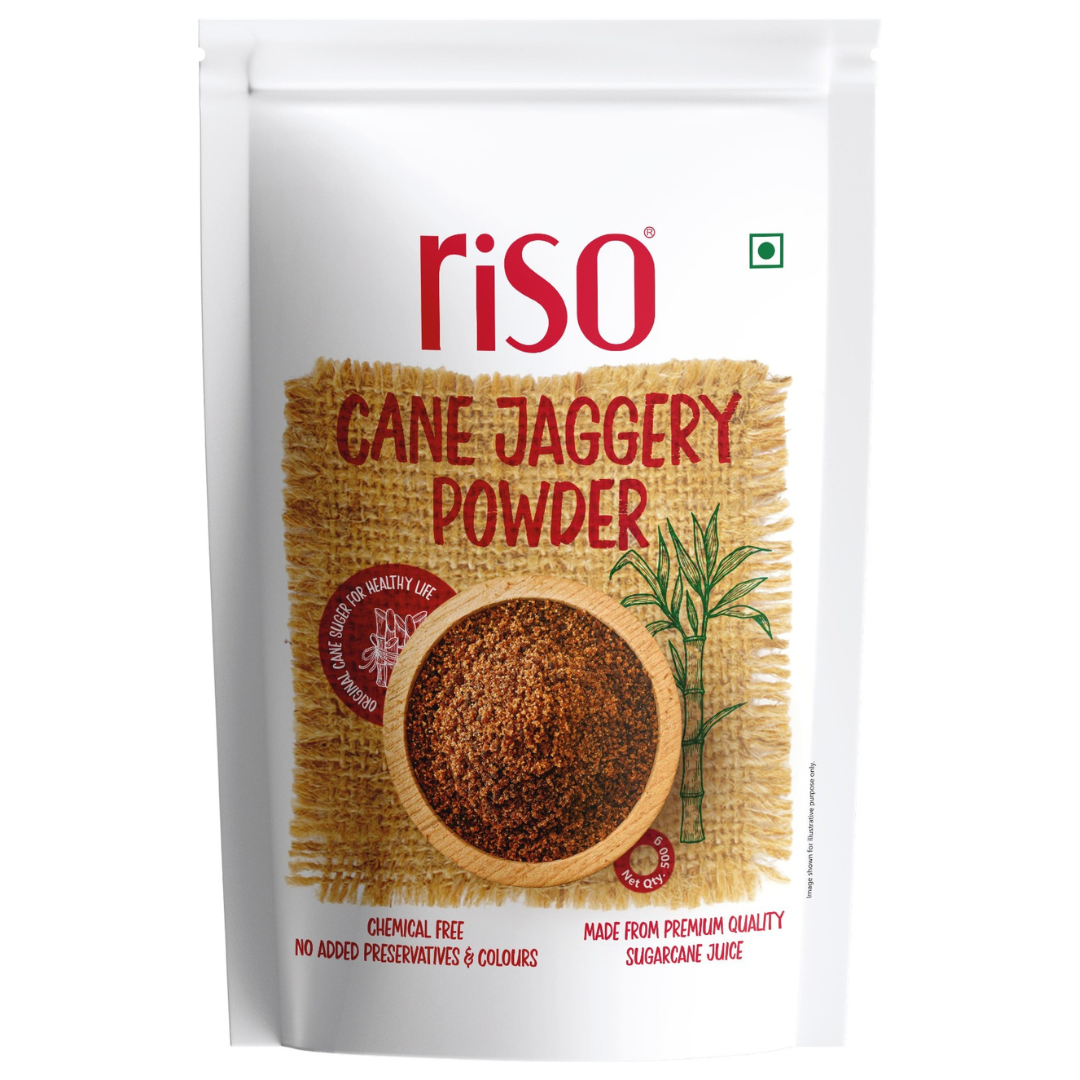 riso®
CANE JAGGERY
POWDER
ORIGINAL CANE SUGER FOR HEALTHY LIFE
Net Qty. 500 g
Image shown for illustrative purpose only.
CHEMICAL FREE
NO ADDED PRESERVATIVES & COLOURS
MADE FROM PREMIUM QUALITY
SUGARCANE JUICE